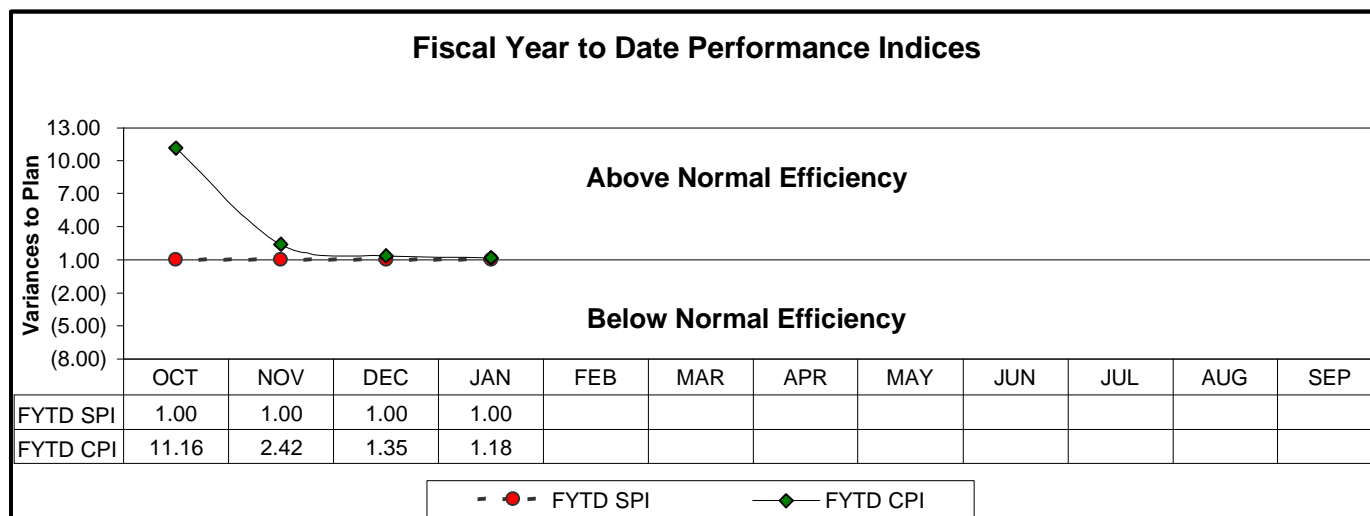 Fiscal Year to Date Performance Indices
Variances to Plan
13.00
10.00
7.00
4.00
1.00
(2.00)
(5.00)
(8.00)
Above Normal Efficiency
Below Normal Efficiency
OCT NOV DEC JAN FEB MAR APR MAY JUN JUL AUG SEP
FYTD SPI 1.00 1.00 1.00 1.00
FYTD CPI 11.16 2.42 1.35 1.18
FYTD SPI FYTD CPI